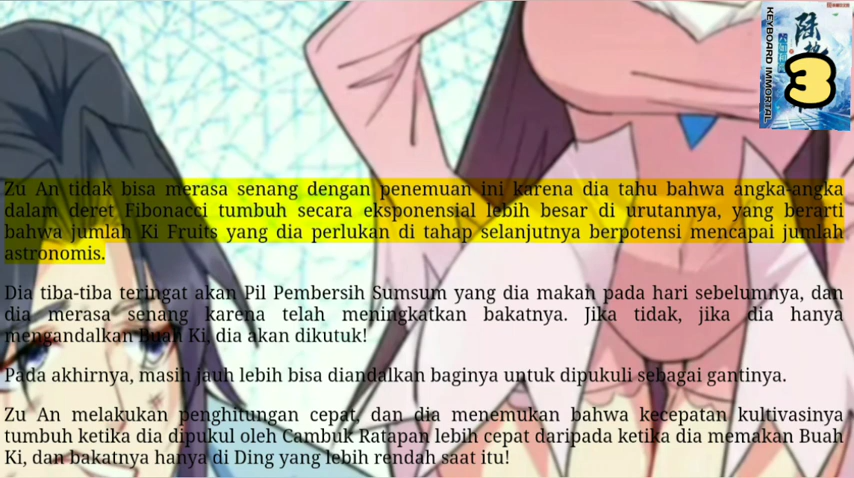 KEYBOARD IMMORTAL
3
Zu An tidak bisa merasa senang dengan penemuan ini karena dia tahu bahwa angka-angka
dalam deret Fibonacci tumbuh secara eksponensial lebih besar di urutannya, yang berarti
bahwa jumlah Ki Fruits yang dia perlukan di tahap selanjutnya berpotensi mencapai jumlah
astronomis.
Dia tiba-tiba teringat akan Pil Pembersih Sumsum yang dia makan pada hari sebelumnya, dan
dia merasa senang karena telah meningkatkan bakatnya. Jika tidak, jika dia hanya
mengandalkan Buah Ki, dia akan dikutuk!
Pada akhirnya, masih jauh lebih bisa diandalkan baginya untuk dipukuli sebagai gantinya.
Zu An melakukan penghitungan cepat, dan dia menemukan bahwa kecepatan kultivasinya
tumbuh ketika dia dipukul oleh Cambuk Ratapan lebih cepat daripada ketika dia memakan Buah
Ki, dan bakatnya hanya di Ding yang lebih rendah saat itu!